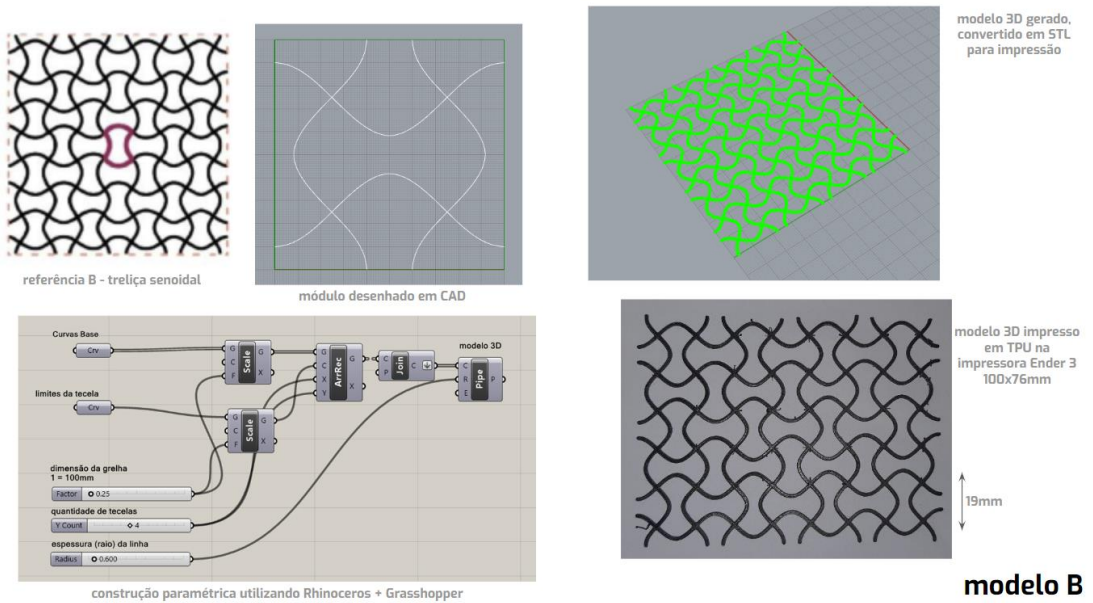 modelo 3D gerado,
convertido em STL
para impressão
referência B - treliça senoidal
módulo desenhado em CAD
Curvas Base
Crv
limites da tecela
Crv
G
C
F
Scale
G
X
G
C
F
Scale
G
X
G
C
X
Y
ArrRec
G
X
C
P
Join
C
modelo 3D
C
R
E
Pipe
P
dimensão da grelha
1 = 100mm
Factor 0.25
quantidade de tecelas
Y Count 4
espessura (raio) da linha
Radius 0.600
construção paramétrica utilizando Rhinoceros + Grasshopper
modelo 3D impresso
em TPU na
impressora Ender 3
100x76mm
19mm
modelo B